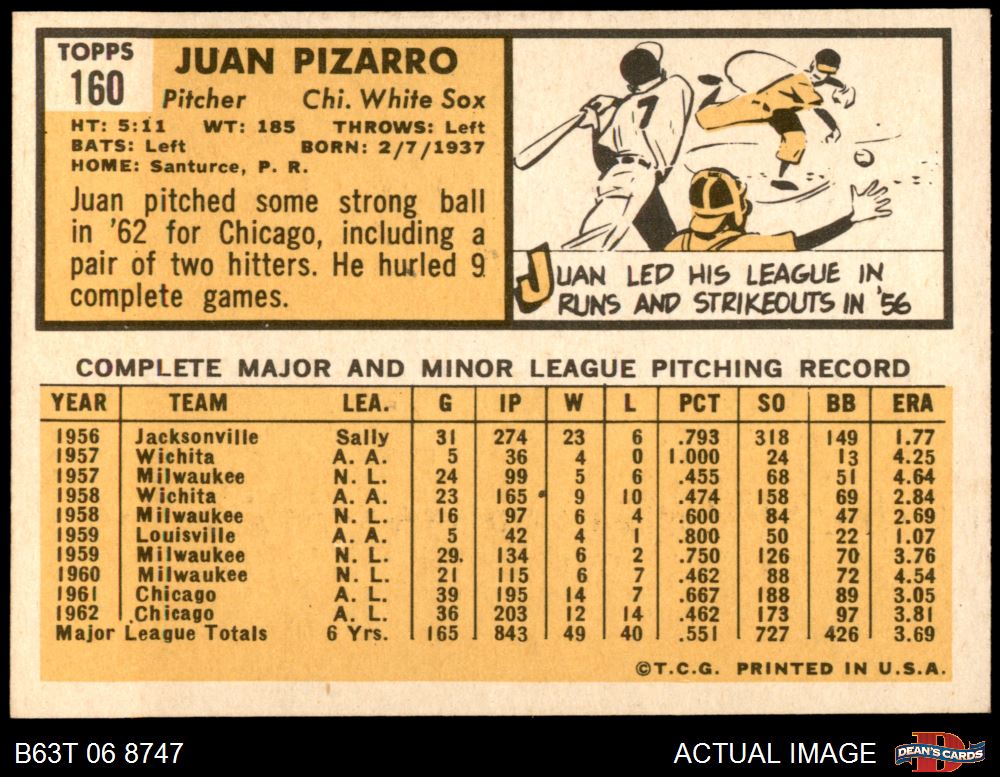 TOPPS
160
JUAN PIZARRO
Pitcher Chi. White Sox
HT: 5:11 WT: 185 THROWS: Left
BATS: Left BORN: 2/7/1937
HOME: Santurce, P. R.
Juan pitched some strong ball
in '62 for Chicago, including a
pair of two hitters. He hurled 9
complete games.
7
JUAN LED HIS LEAGUE IN
RUNS AND STRIKEOUTS IN '56
COMPLETE MAJOR AND MINOR LEAGUE PITCHING RECORD
YEAR TEAM LEA. G IP W L PCT SO BB ERA
1956 Jacksonville Sally 31 274 23 6 .793 318 149 1.77
1957 Wichita A. A. 5 36 4 0 1.000 24 13 4.25
1957 Milwaukee N. L. 24 99 5 6 .455 68 51 4.64
1958 Wichita A. A. 23 165 9 10 .474 158 69 2.84
1958 Milwaukee N. L. 16 97 6 4 .600 84 47 2.69
1959 Louisville A. A. 5 42 4 1 .800 50 22 1.07
1959 Milwaukee N. L. 29 134 6 2 .750 126 70 3.76
1960 Milwaukee N. L. 21 115 6 7 .462 88 72 4.54
1961 Chicago A. L. 39 195 14 7 .667 188 89 3.05
1962 Chicago A. L. 36 203 12 14 .462 173 97 3.81
Major League Totals 6 Yrs. 165 843 49 40 .551 727 426 3.69
©T.C.G. PRINTED IN U.S.A.
B63T 06 8747 ACTUAL IMAGE DEAN'S CARDS